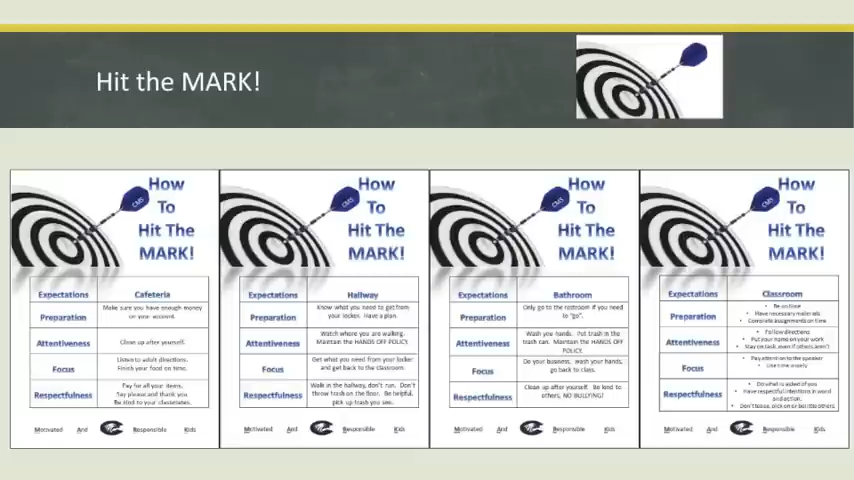 Hit the MARK!
How
To
Hit The
MARK!
CMS
Expectations Cafeteria
Preparation Make sure you have enough money
on your account.
Attentiveness Clean up after yourself.
Focus Listen to adult directions.
Finish your food on time.
Respectfulness Pay for all your items.
Say please and thank you
Be kind to your classmates.
Motivated And Responsible Kids
How
To
Hit The
MARK!
CMS
Expectations Hallway
Preparation Know what you need to get from
your locker. Have a plan.
Attentiveness Watch where you are walking.
Maintain the HANDS OFF POLICY.
Focus Get what you need from your locker
and get back to the classroom.
Respectfulness Walk in the hallway, don't run. Don't
throw trash on the floor. Be helpful,
pick up trash you see.
Motivated And Responsible Kids
How
To
Hit The
MARK!
CMS
Expectations Bathroom
Preparation Only go to the restroom if you need
to "go".
Attentiveness Wash you hands. Put trash in the
trash can. Maintain the HANDS OFF
POLICY.
Focus Do your business, wash your hands,
go back to class.
Respectfulness Clean up after yourself. Be kind to
others, NO BULLYING!
Motivated And Responsible Kids
How
To
Hit The
MARK!
CMS
Expectations Classroom
Preparation • Be on time
• Have necessary materials
• Complete assignments on time
Attentiveness • Follow directions
• Put your name on your work
• Stay on task, even if others aren't
Focus • Pay attention to the speaker
• Use time wisely
Respectfulness • Do what is asked of you
• Have respectful intentions in word
and action.
• Don't tease, pick on or belittle others
Motivated And Responsible Kids